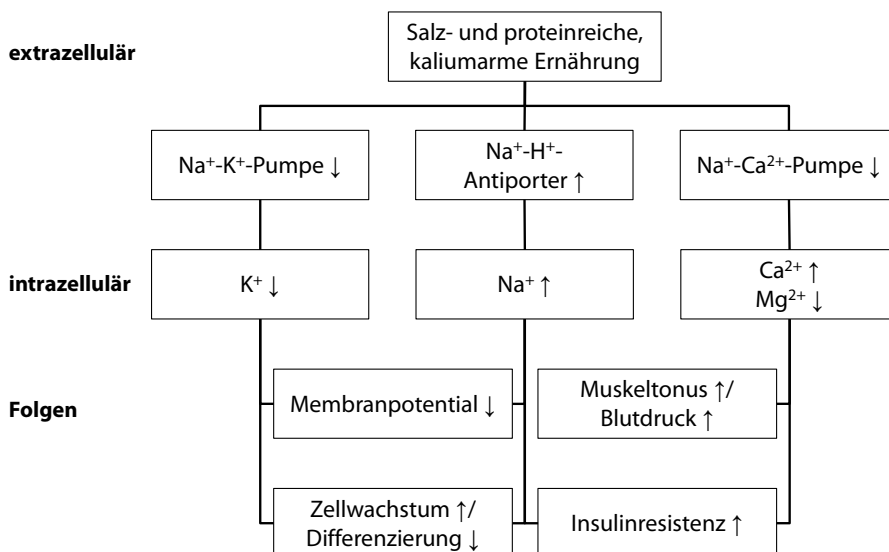 extrazellulär
Salz- und proteinreiche,
kaliumarme Ernährung
Na⁺-K⁺-Pumpe ↓
Na⁺-H⁺-
Antiporter ↑
Na⁺-Ca²⁺-Pumpe ↓
intrazellulär
K⁺ ↓
Na⁺ ↑
Ca²⁺ ↑
Mg²⁺ ↓
Folgen
Membranpotential ↓
Muskeltonus ↑/
Blutdruck ↑
Zellwachstum ↑/
Differenzierung ↓
Insulinresistenz ↑